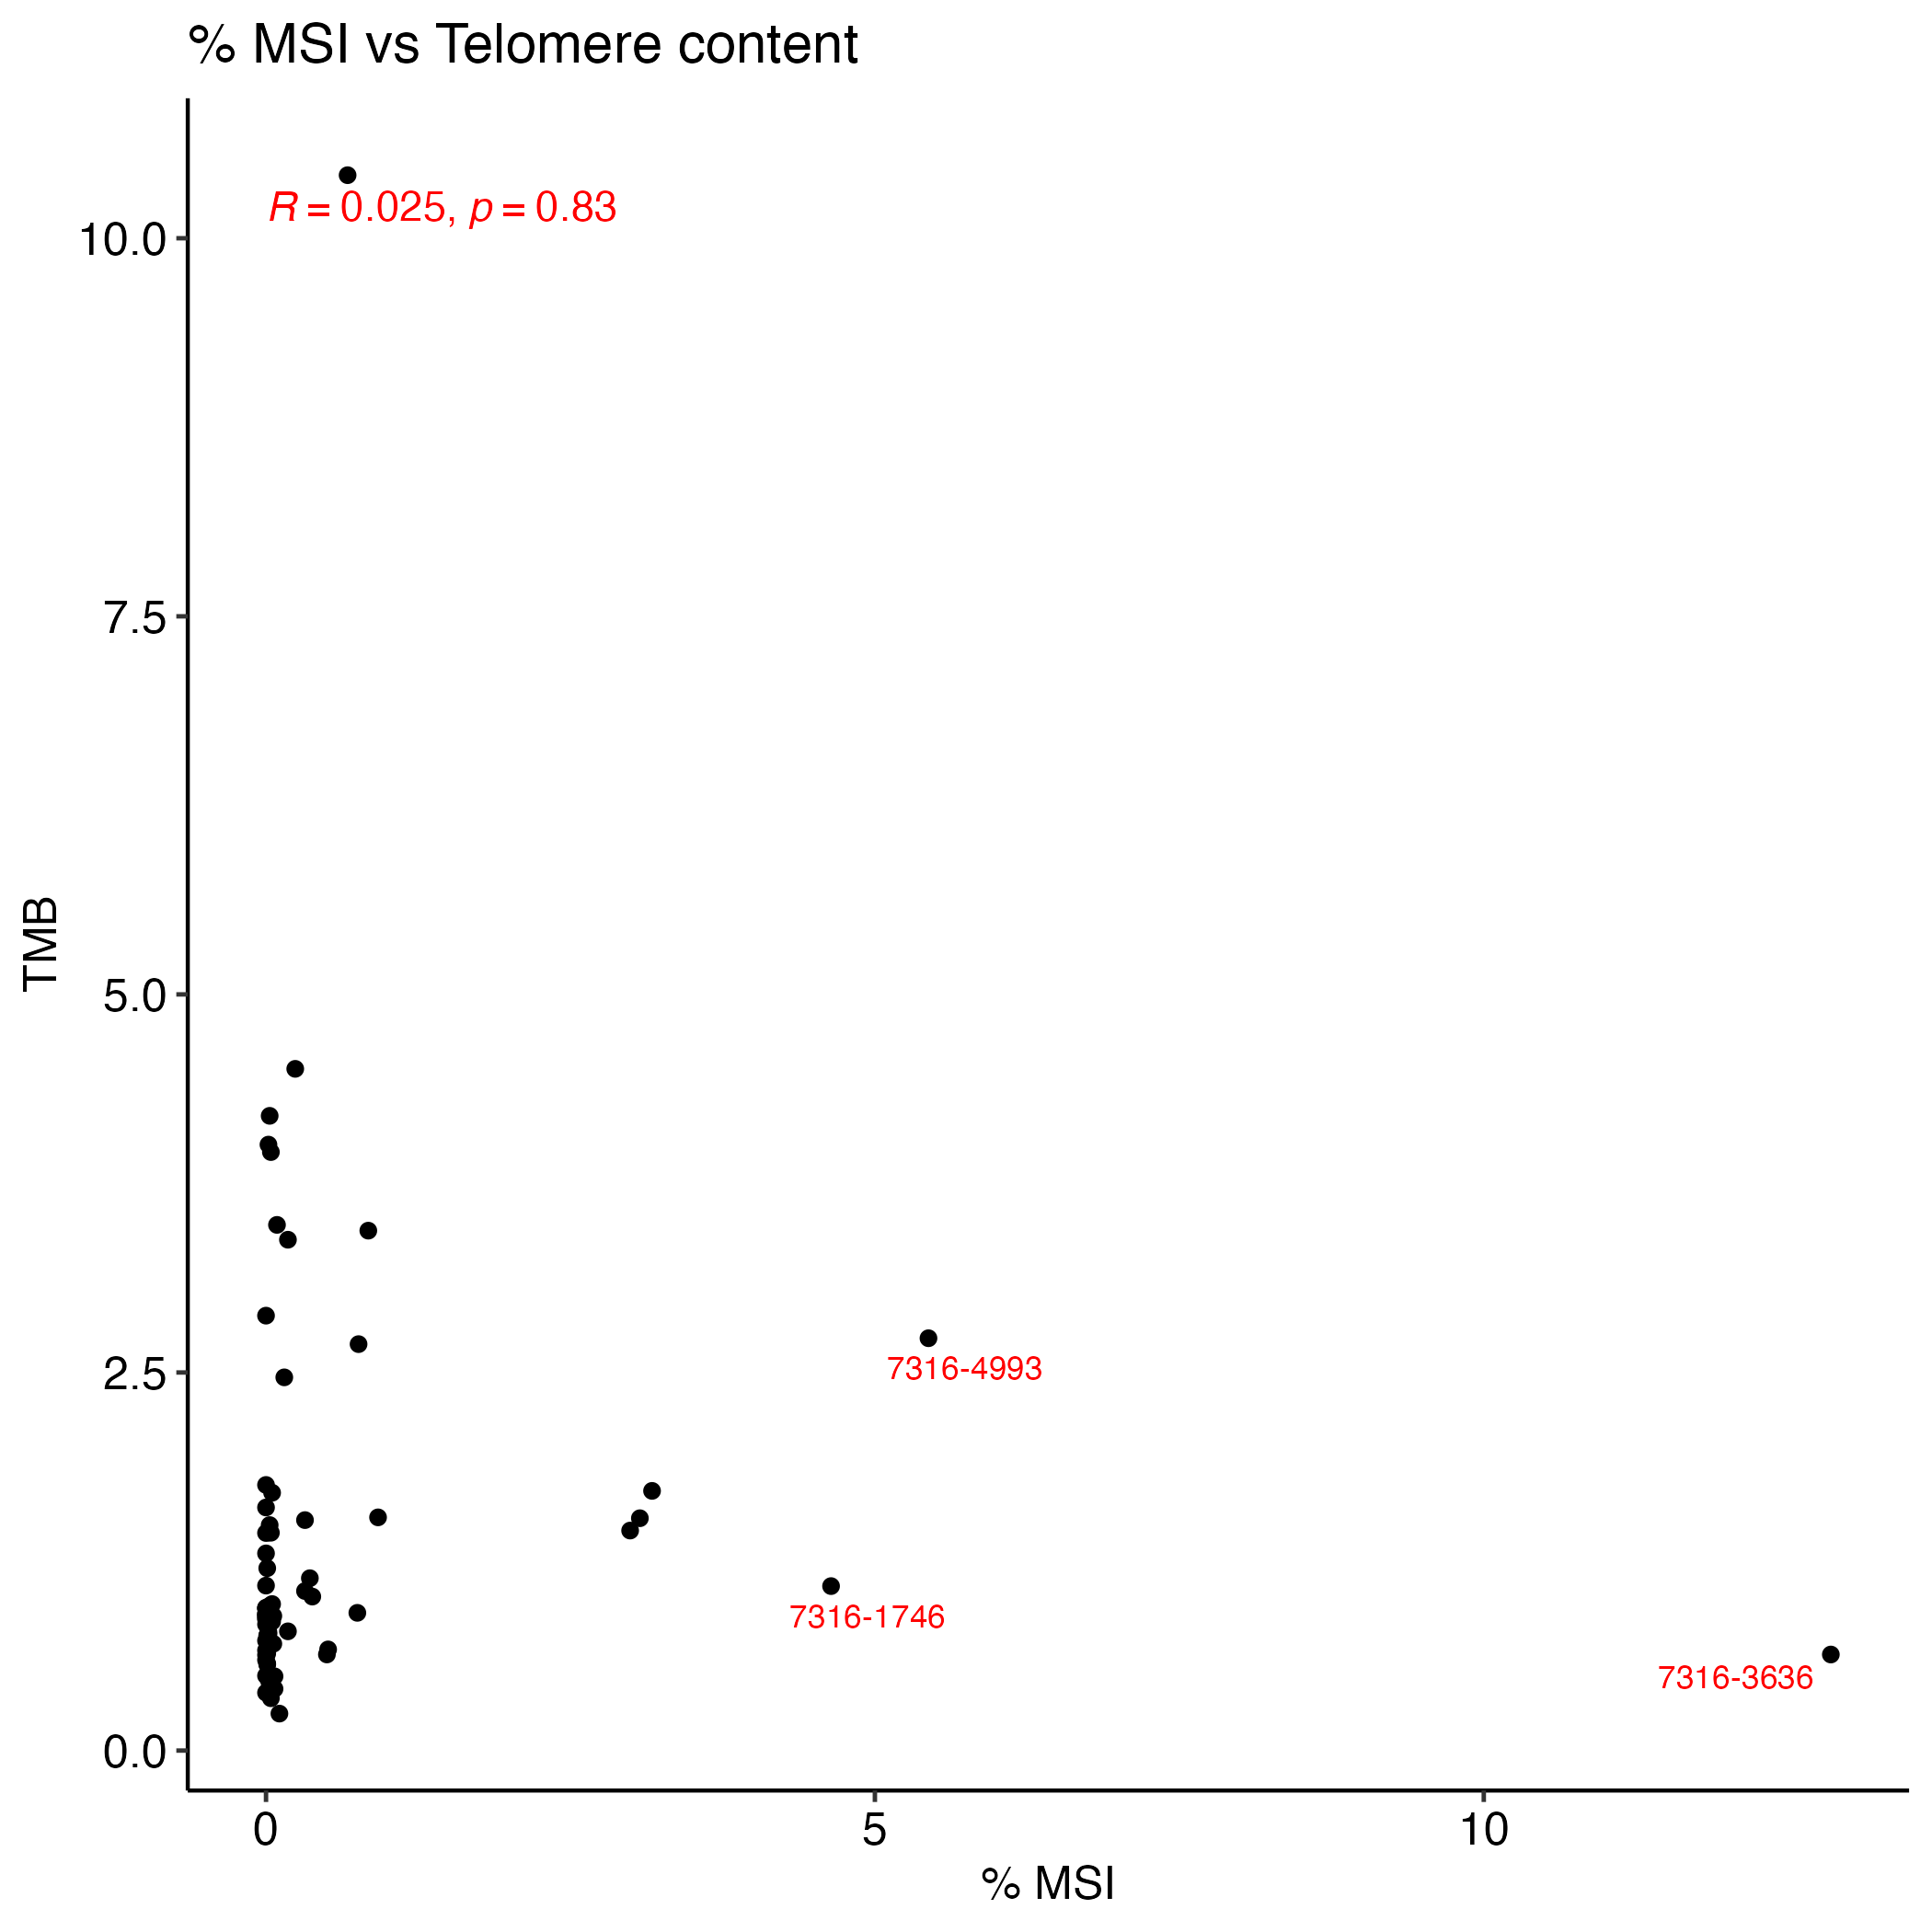 % MSI vs Telomere content
R = 0.025, p = 0.83
10.0
7.5
5.0
2.5
0.0
TMB
7316-4993
7316-1746
7316-3636
0
5
10
% MSI